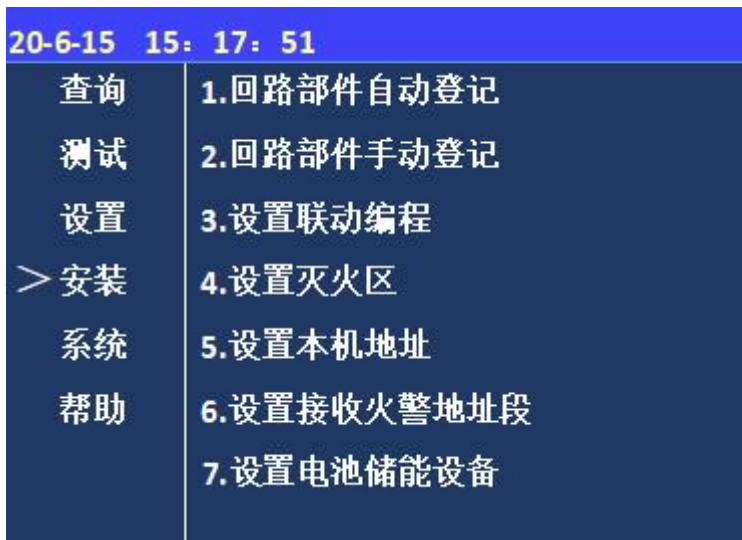 20-6-15 15：17：51
查询 1.回路部件自动登记
测试 2.回路部件手动登记
设置 3.设置联动编程
＞安装 4.设置灭火区
系统 5.设置本机地址
帮助 6.设置接收火警地址段
7.设置电池储能设备